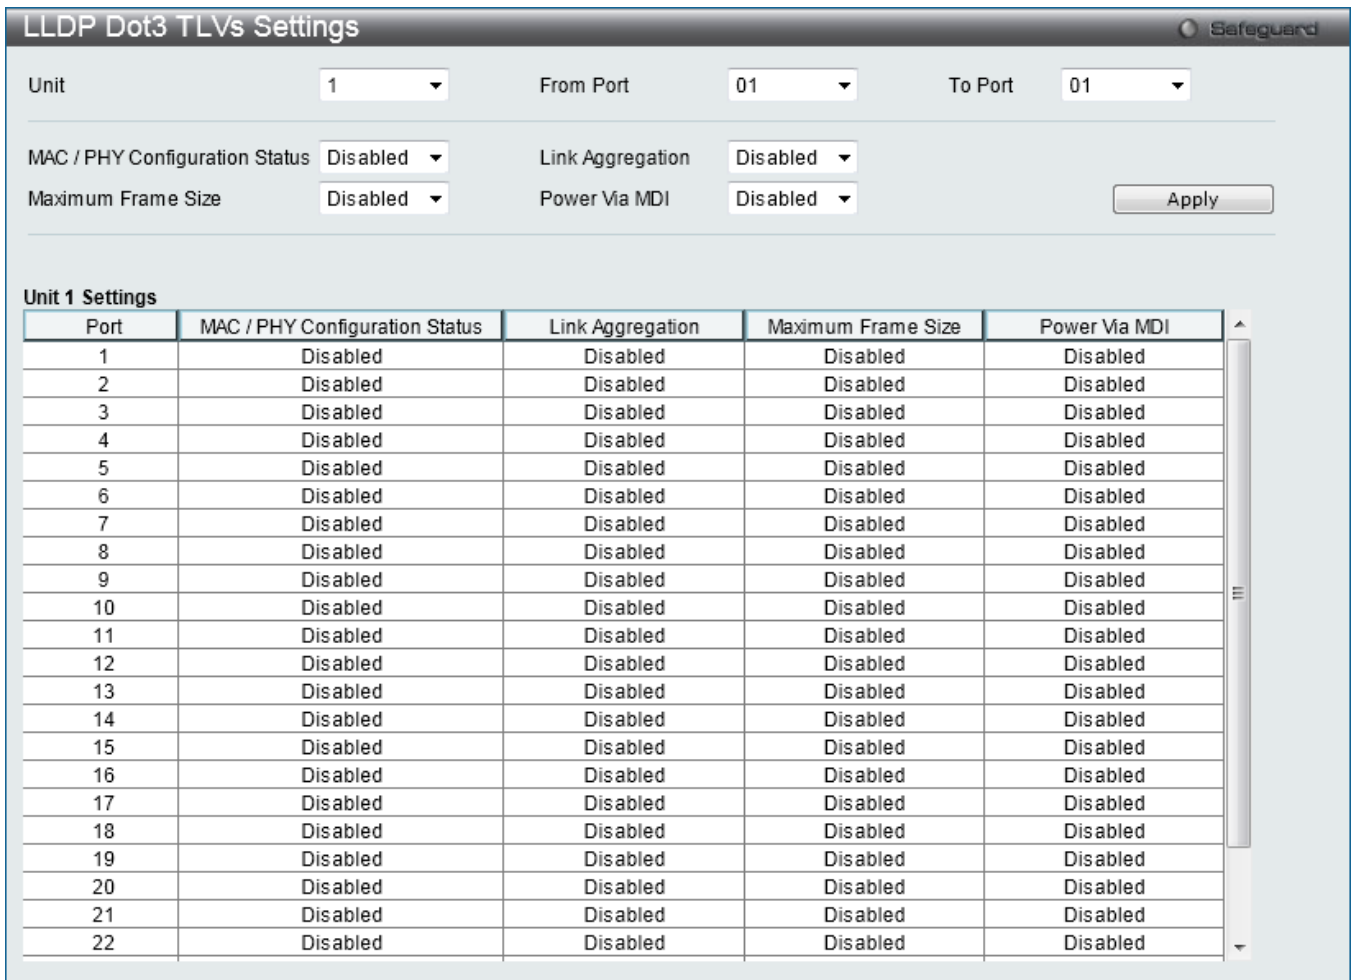 LLDP Dot3 TLVs Settings Safeguard
Unit 1 From Port 01 To Port 01
MAC / PHY Configuration Status Disabled Link Aggregation Disabled
Maximum Frame Size Disabled Power Via MDI Disabled Apply
Unit 1 Settings
Port MAC / PHY Configuration Status Link Aggregation Maximum Frame Size Power Via MDI
1 Disabled Disabled Disabled Disabled
2 Disabled Disabled Disabled Disabled
3 Disabled Disabled Disabled Disabled
4 Disabled Disabled Disabled Disabled
5 Disabled Disabled Disabled Disabled
6 Disabled Disabled Disabled Disabled
7 Disabled Disabled Disabled Disabled
8 Disabled Disabled Disabled Disabled
9 Disabled Disabled Disabled Disabled
10 Disabled Disabled Disabled Disabled
11 Disabled Disabled Disabled Disabled
12 Disabled Disabled Disabled Disabled
13 Disabled Disabled Disabled Disabled
14 Disabled Disabled Disabled Disabled
15 Disabled Disabled Disabled Disabled
16 Disabled Disabled Disabled Disabled
17 Disabled Disabled Disabled Disabled
18 Disabled Disabled Disabled Disabled
19 Disabled Disabled Disabled Disabled
20 Disabled Disabled Disabled Disabled
21 Disabled Disabled Disabled Disabled
22 Disabled Disabled Disabled Disabled